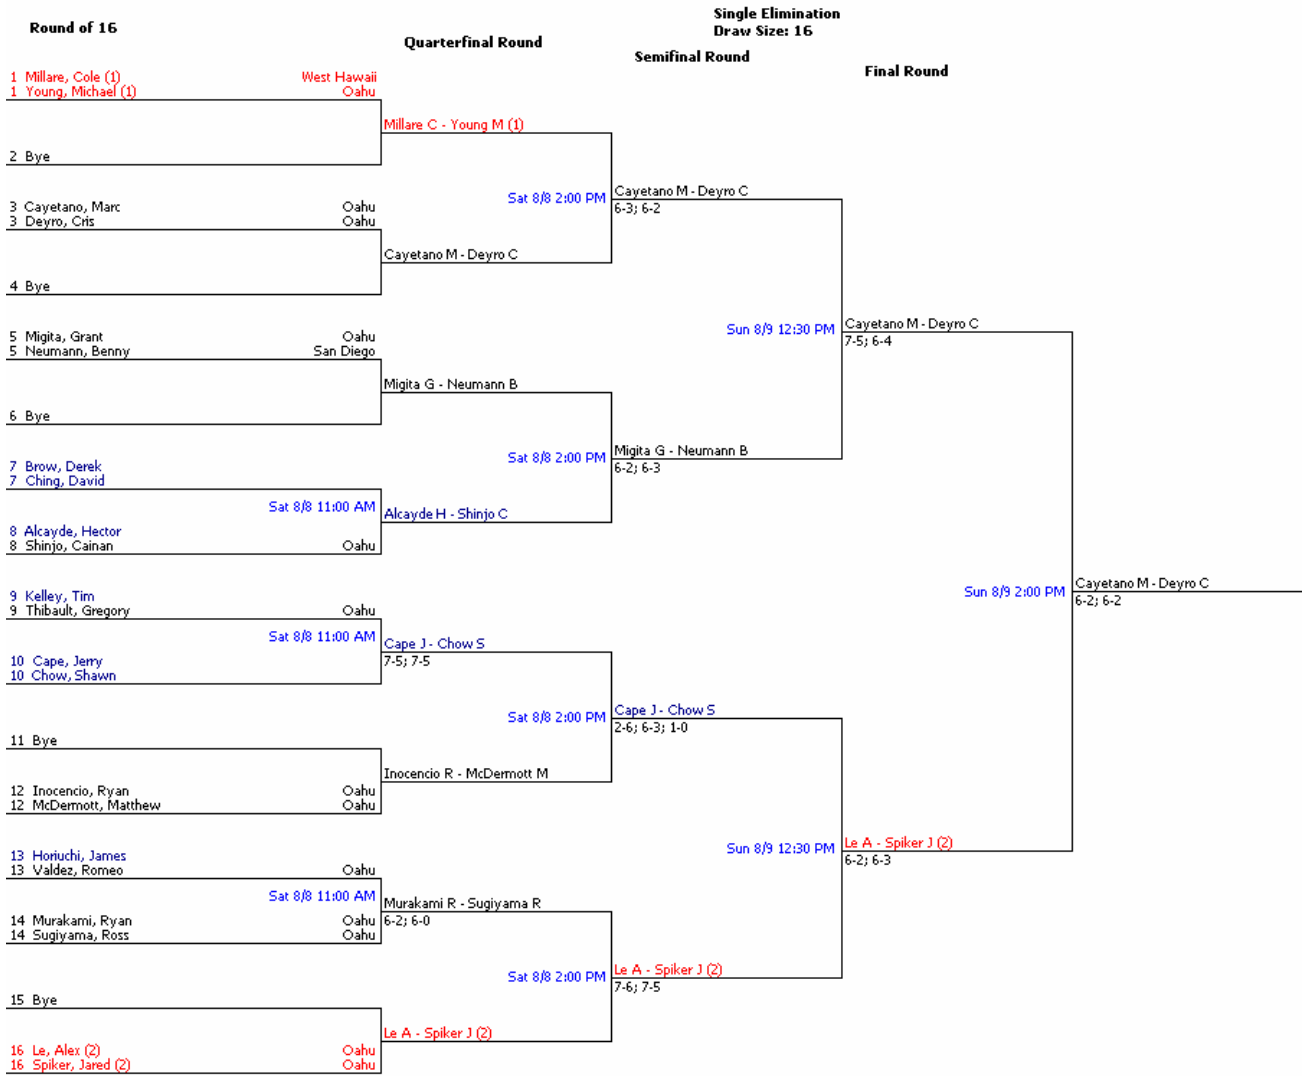 Single Elimination
Draw Size: 16
Round of 16
Quarterfinal Round
Semifinal Round
Final Round
1 Millare, Cole (1) West Hawaii
1 Young, Michael (1) Oahu
Millare C - Young M (1)
2 Bye
Sat 8/8 2:00 PM
Cayetano M - Deyro C
6-3; 6-2
3 Cayetano, Marc Oahu
3 Deyro, Cris Oahu
Cayetano M - Deyro C
4 Bye
Sun 8/9 12:30 PM
Cayetano M - Deyro C
7-5; 6-4
5 Migita, Grant Oahu
5 Neumann, Benny San Diego
Migita G - Neumann B
6 Bye
Sat 8/8 2:00 PM
Migita G - Neumann B
6-2; 6-3
7 Brow, Derek
7 Ching, David
Sat 8/8 11:00 AM
Alcayde H - Shinjo C
8 Alcayde, Hector
8 Shinjo, Cainan Oahu
Sun 8/9 2:00 PM
Cayetano M - Deyro C
6-2; 6-2
9 Kelley, Tim
9 Thibault, Gregory Oahu
Sat 8/8 11:00 AM
Cape J - Chow S
7-5; 7-5
10 Cape, Jerry
10 Chow, Shawn
Sat 8/8 2:00 PM
Cape J - Chow S
2-6; 6-3; 1-0
11 Bye
Inocencio R - McDermott M
12 Inocencio, Ryan Oahu
12 McDermott, Matthew Oahu
Sun 8/9 12:30 PM
Le A - Spiker J (2)
6-2; 6-3
13 Horiuchi, James
13 Valdez, Romeo Oahu
Sat 8/8 11:00 AM
Murakami R - Sugiyama R
6-2; 6-0
14 Murakami, Ryan Oahu
14 Sugiyama, Ross Oahu
Sat 8/8 2:00 PM
Le A - Spiker J (2)
7-6; 7-5
15 Bye
Le A - Spiker J (2)
16 Le, Alex (2) Oahu
16 Spiker, Jared (2) Oahu